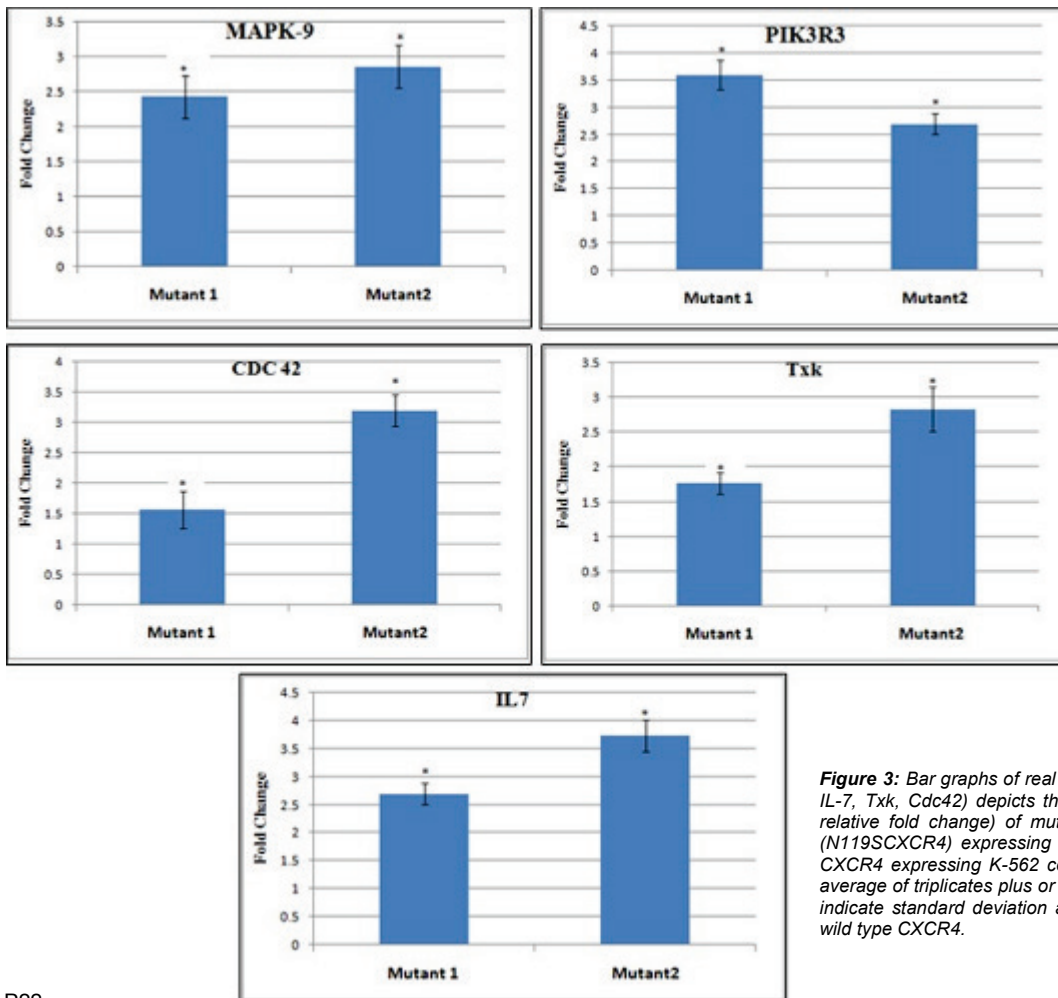 MAPK-9
3.5
3
2.5
2
1.5
1
0.5
0
Fold Change
*
*
Mutant 1 Mutant2
PIK3R3
4.5
4
3.5
3
2.5
2
1.5
1
0.5
0
Fold Change
*
*
Mutant 1 Mutant2
CDC 42
4
3.5
3
2.5
2
1.5
1
0.5
0
Fold Change
*
*
Mutant 1 Mutant2
Txk
3.5
3
2.5
2
1.5
1
0.5
0
Fold Change
*
*
Mutant 1 Mutant2
IL7
4.5
4
3.5
3
2.5
2
1.5
1
0.5
0
Fold Change
*
*
Mutant 1 Mutant2
Figure 3: Bar graphs of real
IL-7, Txk, Cdc42) depicts th
relative fold change) of mut
(N119SCXCR4) expressing
CXCR4 expressing K-562 c
average of triplicates plus or
indicate standard deviation a
wild type CXCR4.